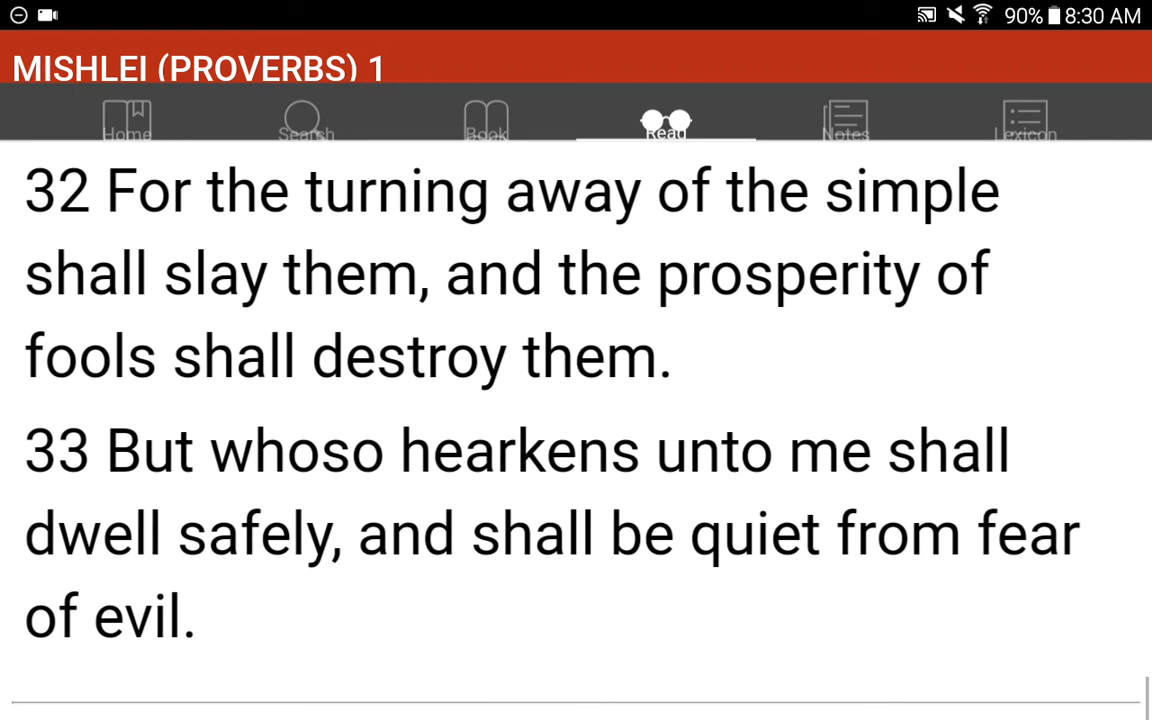 90% 8:30 AM
MISHLEI (PROVERBS) 1
Home Search Book Read Notes Lexicon
32 For the turning away of the simple
shall slay them, and the prosperity of
fools shall destroy them.
33 But whoso hearkens unto me shall
dwell safely, and shall be quiet from fear
of evil.